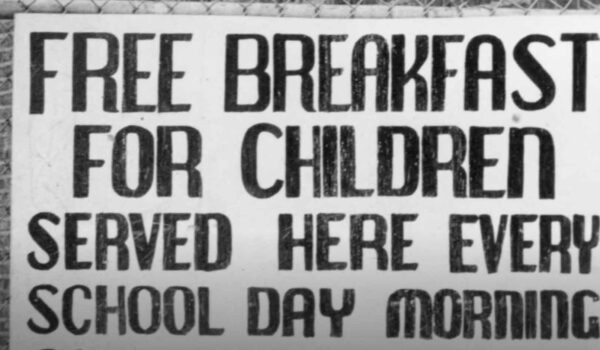 FREE BREAKFAST
FOR CHILDREN
SERVED HERE EVERY
SCHOOL DAY MORNING